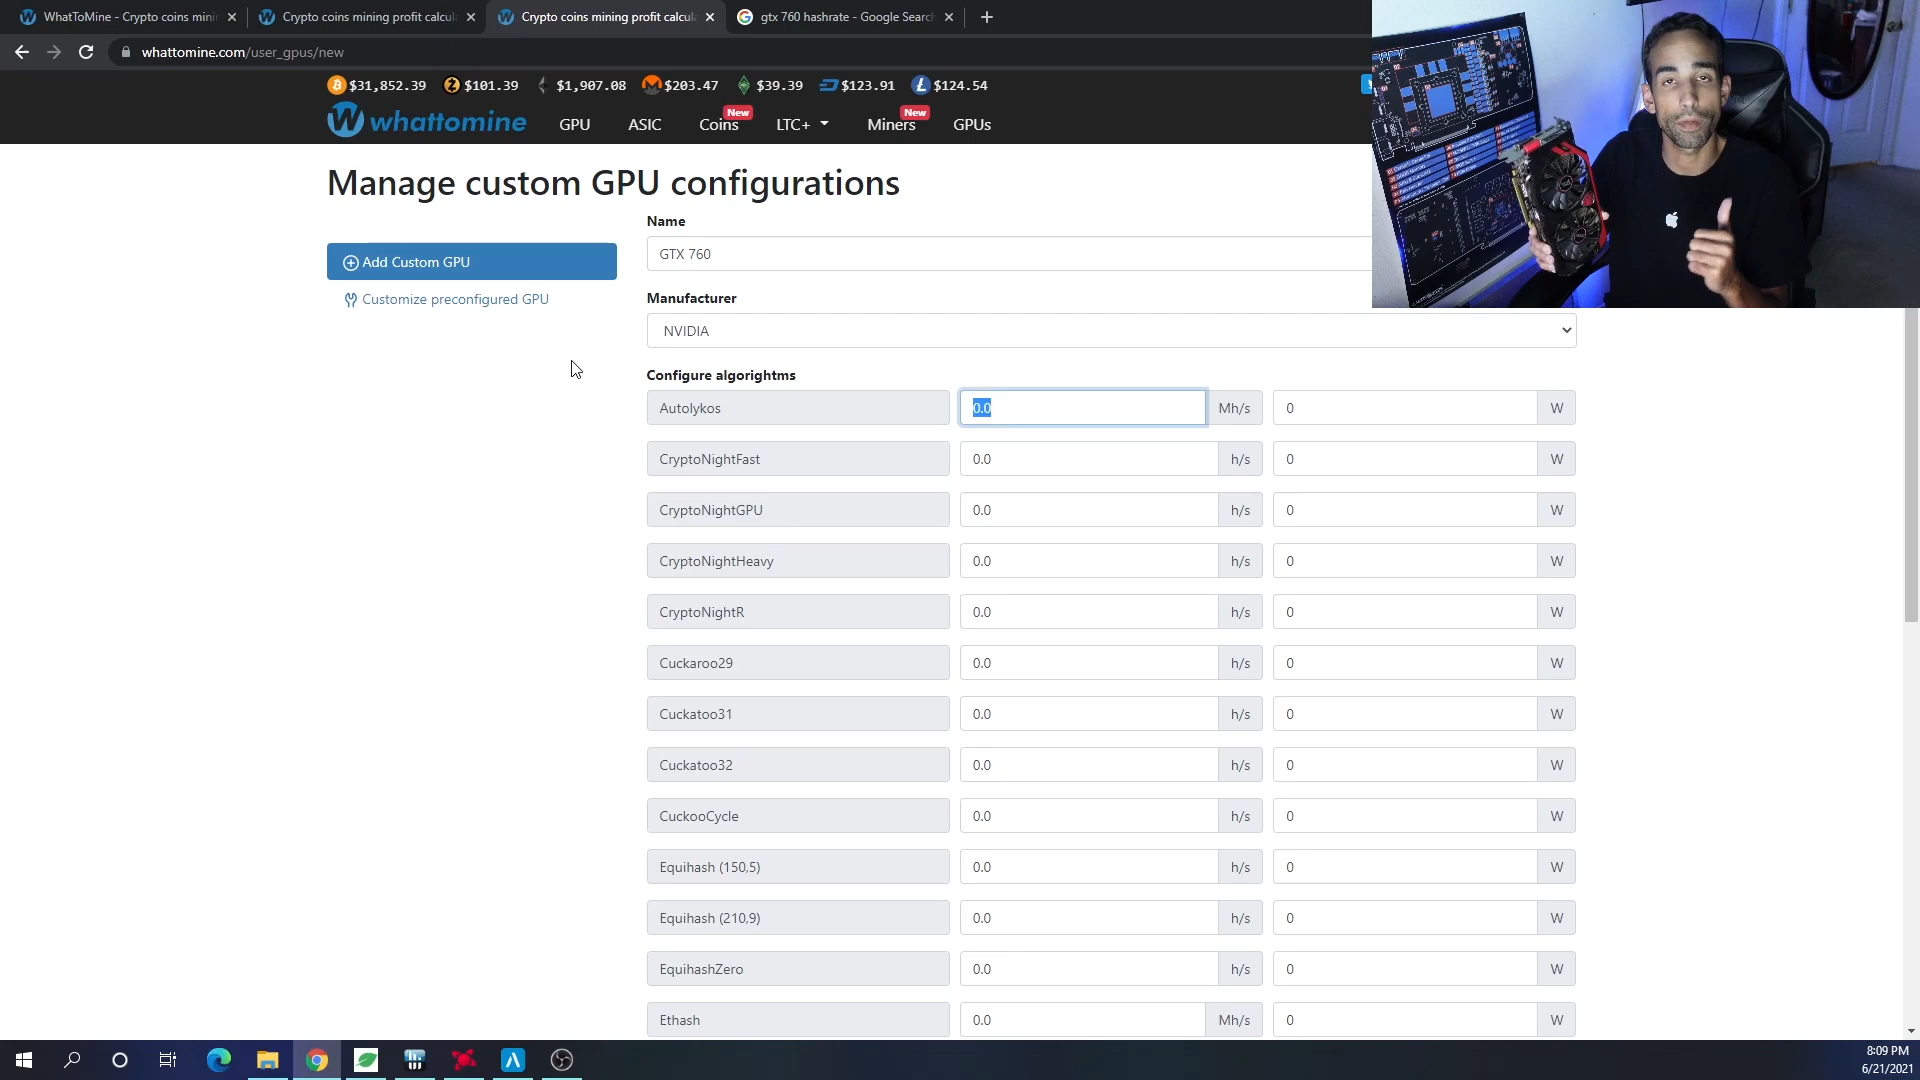 WhatToMine - Crypto coins mini
Crypto coins mining profit calcul
Crypto coins mining profit calcul
gtx 760 hashrate - Google Search
whattomine.com/user_gpus/new
$31,852.39 $101.39 $1,907.08 $203.47 $39.39 $123.91 $124.54
whattomine GPU ASIC Coins New LTC+ Miners New GPUs
Manage custom GPU configurations
Name
Add Custom GPU
GTX 760
Customize preconfigured GPU
Manufacturer
NVIDIA
Configure algorightms
Autolykos 0.0 Mh/s 0 W
CryptoNightFast 0.0 h/s 0 W
CryptoNightGPU 0.0 h/s 0 W
CryptoNightHeavy 0.0 h/s 0 W
CryptoNightR 0.0 h/s 0 W
Cuckaroo29 0.0 h/s 0 W
Cuckatoo31 0.0 h/s 0 W
Cuckatoo32 0.0 h/s 0 W
CuckooCycle 0.0 h/s 0 W
Equihash (150,5) 0.0 h/s 0 W
Equihash (210,9) 0.0 h/s 0 W
EquihashZero 0.0 h/s 0 W
Ethash 0.0 Mh/s 0 W
8:09 PM
6/21/2021